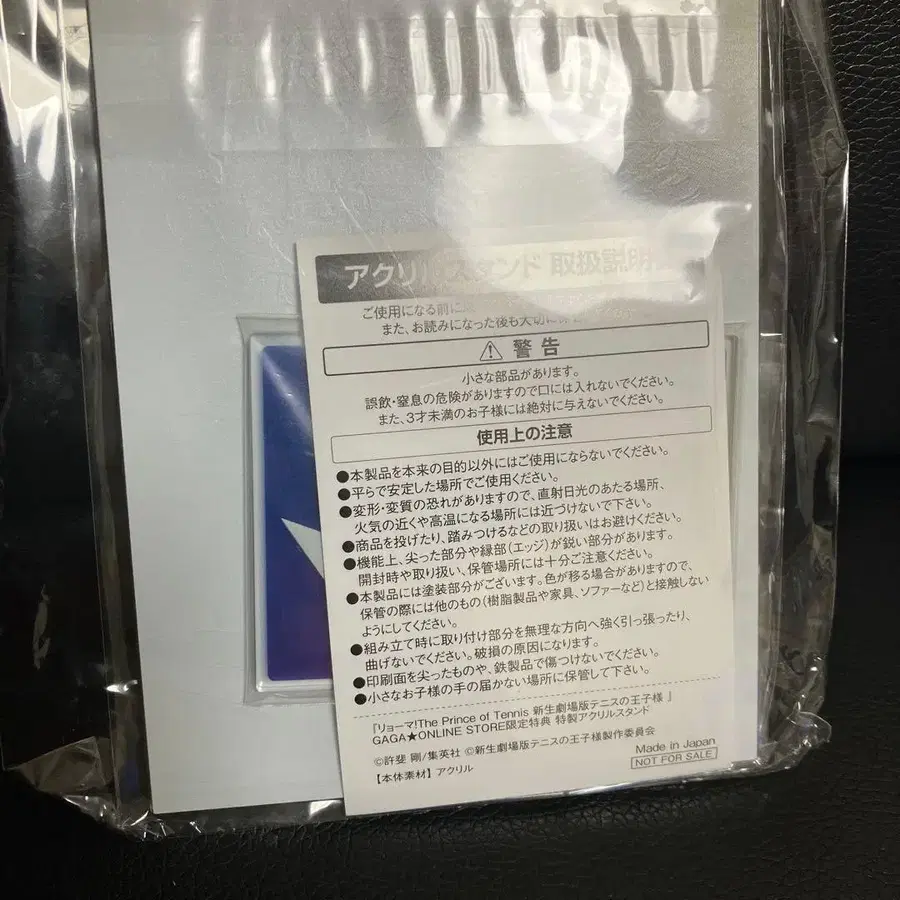 アクリルスタンド 取扱説明
ご使用になる前に
また、お読みになった後も大切に保
警告
小さな部品があります。
誤飲・窒息の危険がありますので口には入れないでください。
また、3才未満のお子様には絶対に与えないでください。
使用上の注意
●本製品を本来の目的以外にはご使用にならないでください。
●平らで安定した場所でご使用ください。
●変形・変質の恐れがありますので、直射日光のあたる場所、
火気の近くや高温になる場所には近づけないで下さい。
●商品を投げたり、踏みつけるなどの取り扱いはお避けください。
●機能上、尖った部分や縁部(エッジ)が鋭い部分があります。
開封時や取り扱い、保管場所には十分ご注意ください。
●本製品には塗装部分がございます。色が移る場合がありますので、
保管の際には他のもの(樹脂製品や家具、ソファーなど)と接触しない
ようにしてください。
●組み立て時に取り付け部分を無理な方向へ強く引っ張ったり、
曲げないでください。破損の原因になります。
●印刷面を尖ったものや、鉄製品で傷つけないでください。
●小さなお子様の手の届かない場所に保管して下さい。
『リョーマ!The Prince of Tennis 新生劇場版テニスの王子様』
GAGA★ONLINE STORE限定特典 特製アクリルスタンド
©許斐 剛/集英社 ©新生劇場版テニスの王子様製作委員会
【本体素材】アクリル
Made in Japan
NOT FOR SALE